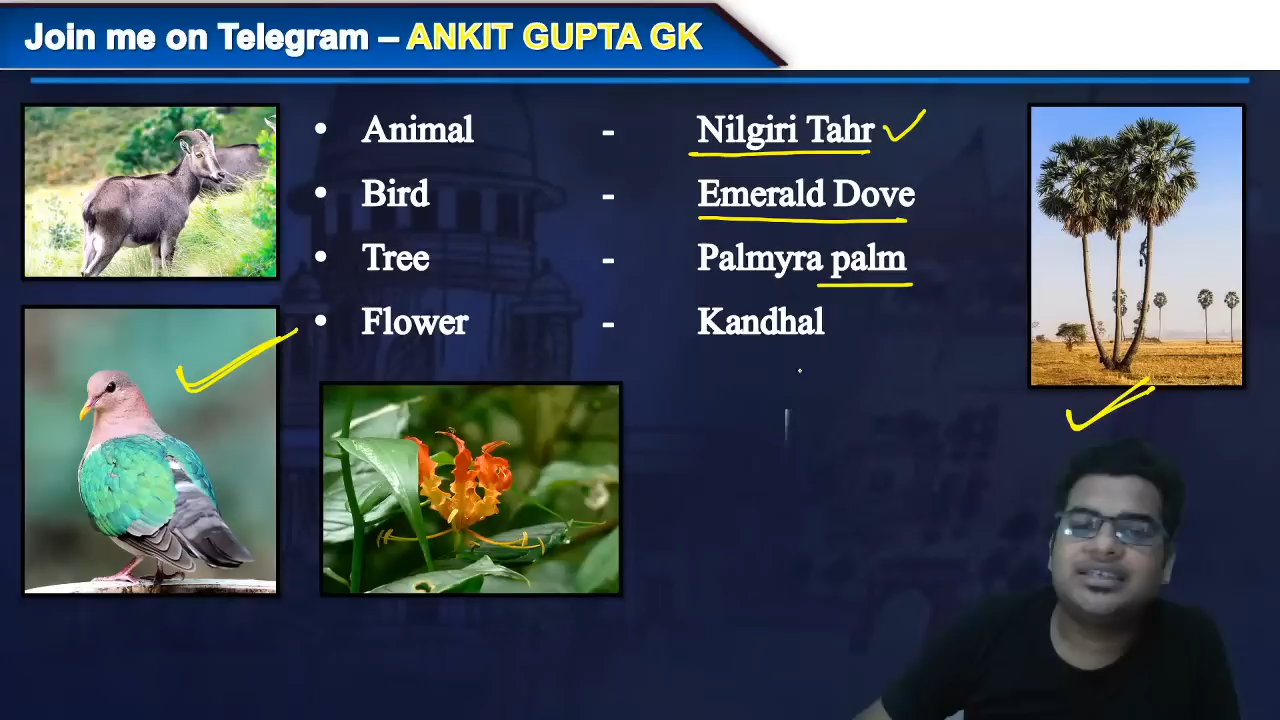 Join me on Telegram – ANKIT GUPTA GK
• Animal - Nilgiri Tahr
• Bird - Emerald Dove
• Tree - Palmyra palm
• Flower - Kandhal